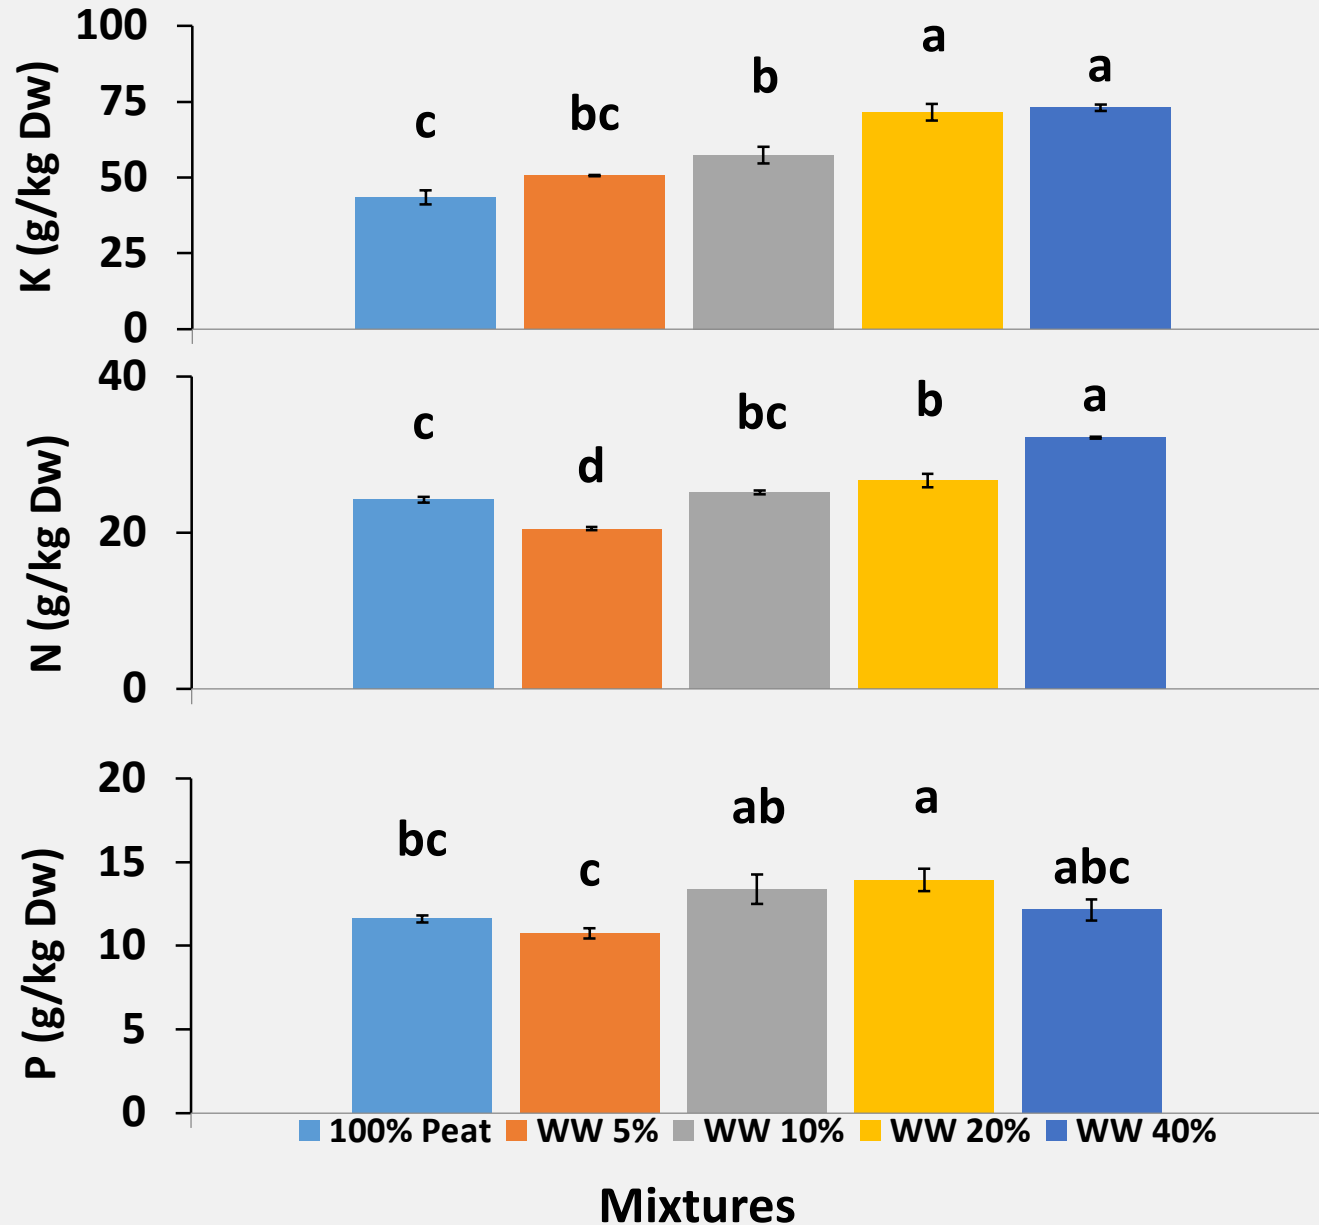 K (g/kg Dw)
100
75
50
25
0
c bc b a a
N (g/kg Dw)
40
20
0
c d bc b a
P (g/kg Dw)
20
15
10
5
0
bc c ab a abc
100% Peat WW 5% WW 10% WW 20% WW 40%
Mixtures